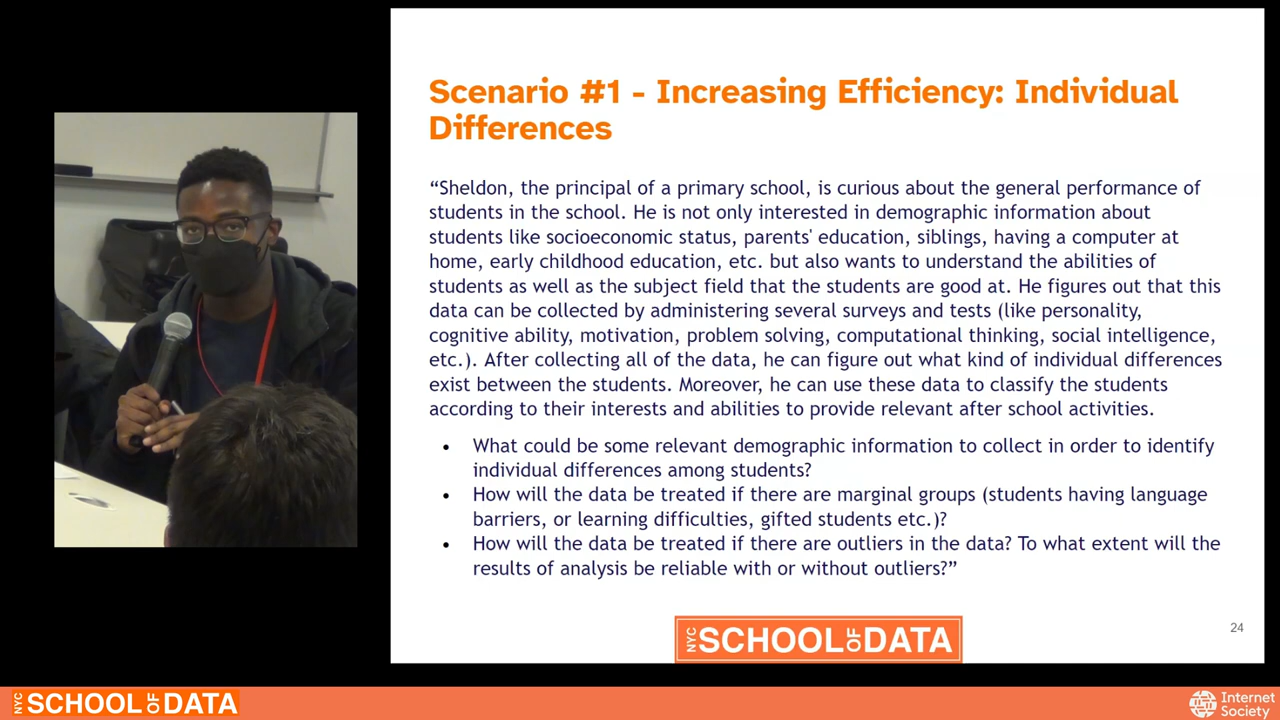 Scenario #1 - Increasing Efficiency: Individual
Differences
“Sheldon, the principal of a primary school, is curious about the general performance of
students in the school. He is not only interested in demographic information about
students like socioeconomic status, parents' education, siblings, having a computer at
home, early childhood education, etc. but also wants to understand the abilities of
students as well as the subject field that the students are good at. He figures out that this
data can be collected by administering several surveys and tests (like personality,
cognitive ability, motivation, problem solving, computational thinking, social intelligence,
etc.). After collecting all of the data, he can figure out what kind of individual differences
exist between the students. Moreover, he can use these data to classify the students
according to their interests and abilities to provide relevant after school activities.
• What could be some relevant demographic information to collect in order to identify
individual differences among students?
• How will the data be treated if there are marginal groups (students having language
barriers, or learning difficulties, gifted students etc.)?
• How will the data be treated if there are outliers in the data? To what extent will the
results of analysis be reliable with or without outliers?”
24
NYC SCHOOL OF DATA
NYC SCHOOL OF DATA
Internet
Society